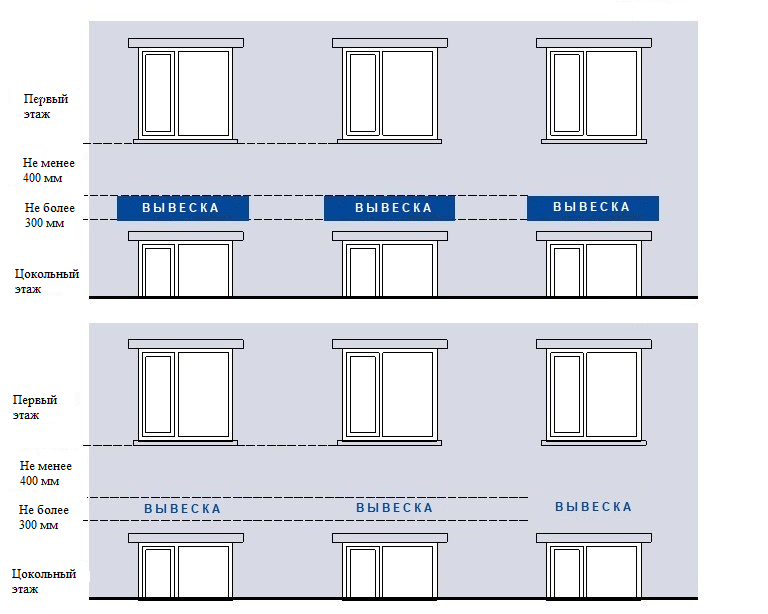 Первый
этаж
Не менее
400 мм
Не более
300 мм
ВЫВЕСКА ВЫВЕСКА ВЫВЕСКА
Цокольный
этаж
Первый
этаж
Не менее
400 мм
Не более
300 мм
ВЫВЕСКА ВЫВЕСКА ВЫВЕСКА
Цокольный
этаж